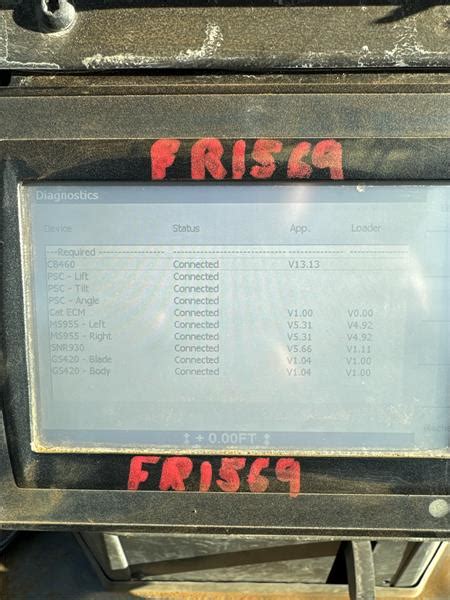 FR1569
Diagnostics
Device Status App. Loader
---Required --- ---------------- ---------------- ----------------
CB460 Connected V13.13
PSC - Lift Connected
PSC - Tilt Connected
PSC - Angle Connected
Cat ECM Connected V1.00 V0.00
MS955 - Left Connected V5.31 V4.92
MS955 - Right Connected V5.31 V4.92
SNR930 Connected V5.66 V1.11
GS420 - Blade Connected V1.04 V1.00
GS420 - Body Connected V1.04 V1.00
+ 0.00FT
FR1569